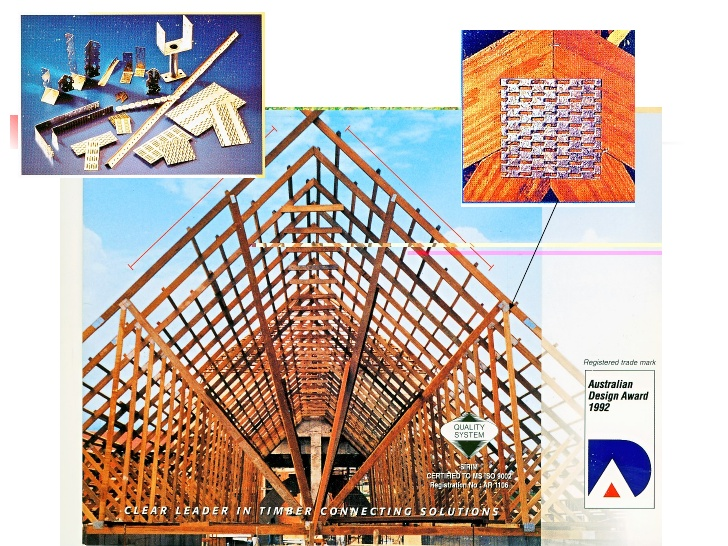 Registered trade mark
Australian
Design Award
1992
QUALITY
SYSTEM
SIRIM
CERTIFIED TO MS ISO 9002
Registration No : AR 1106
CLEAR LEADER IN TIMBER CONNECTING SOLUTIONS